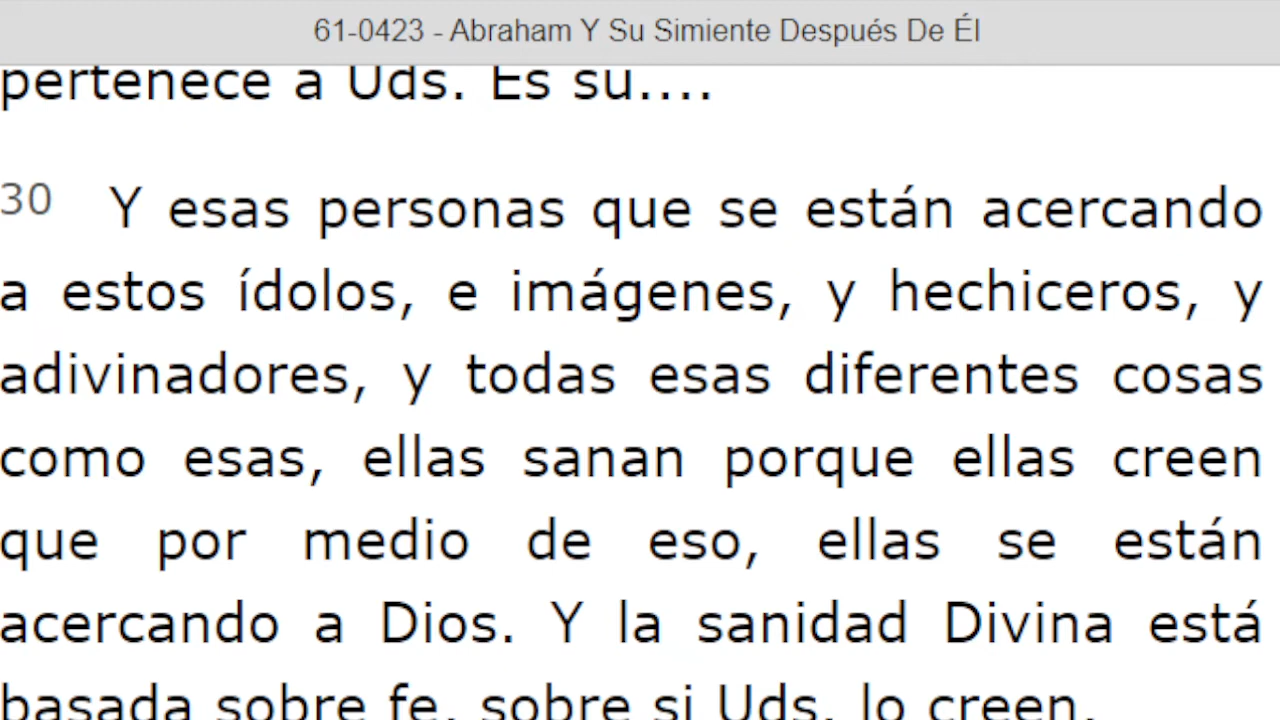 61-0423 - Abraham Y Su Simiente Después De Él
pertenece a Uds. Es su....
30 Y esas personas que se están acercando
a estos ídolos, e imágenes, y hechiceros, y
adivinadores, y todas esas diferentes cosas
como esas, ellas sanan porque ellas creen
que por medio de eso, ellas se están
acercando a Dios. Y la sanidad Divina está
basada sobre fe, sobre si Uds. lo creen.